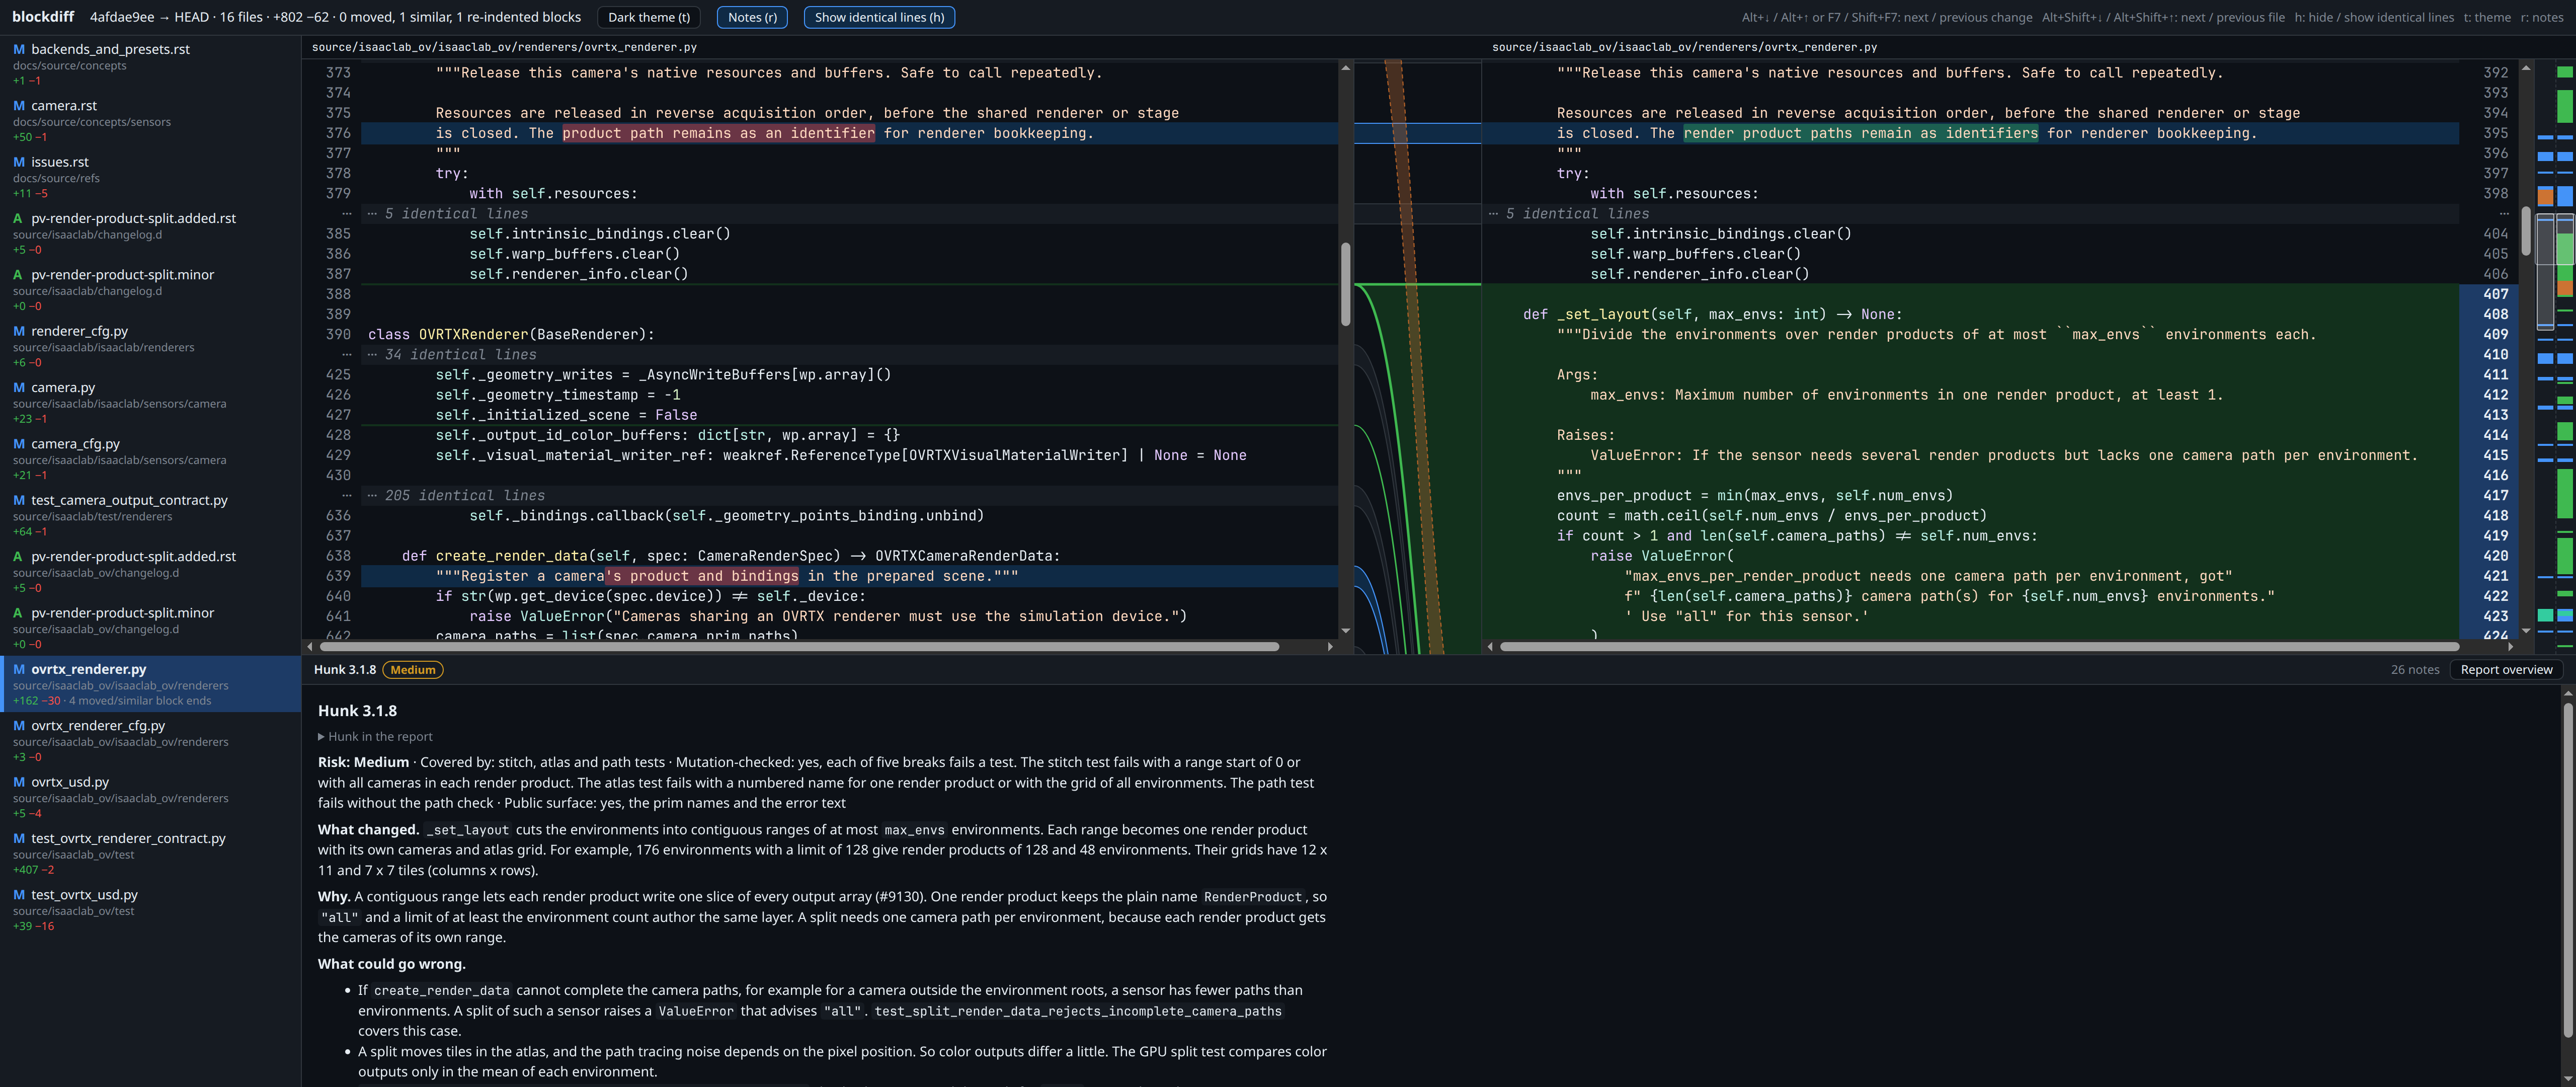 blockdiff 4afdae9ee → HEAD · 16 files · +802 −62 · 0 moved, 1 similar, 1 re-indented blocks Dark theme (t) Notes (r) Show identical lines (h) Alt+↓ / Alt+↑ or F7 / Shift+F7: next / previous change Alt+Shift+↓ / Alt+Shift+↑: next / previous file h: hide / show identical lines t: theme r: notes
M backends_and_presets.rst
docs/source/concepts
+1 −1
M camera.rst
docs/source/concepts/sensors
+50 −1
M issues.rst
docs/source/refs
+11 −5
A pv-render-product-split.added.rst
source/isaaclab/changelog.d
+5 −0
A pv-render-product-split.minor
source/isaaclab/changelog.d
+0 −0
M renderer_cfg.py
source/isaaclab/isaaclab/renderers
+6 −0
M camera.py
source/isaaclab/isaaclab/sensors/camera
+23 −1
M camera_cfg.py
source/isaaclab/isaaclab/sensors/camera
+21 −1
M test_camera_output_contract.py
source/isaaclab/test/renderers
+64 −1
A pv-render-product-split.added.rst
source/isaaclab_ov/changelog.d
+5 −0
A pv-render-product-split.minor
source/isaaclab_ov/changelog.d
+0 −0
M ovrtx_renderer.py
source/isaaclab_ov/isaaclab_ov/renderers
+162 −30 · 4 moved/similar block ends
M ovrtx_renderer_cfg.py
source/isaaclab_ov/isaaclab_ov/renderers
+3 −0
M ovrtx_usd.py
source/isaaclab_ov/isaaclab_ov/renderers
+5 −4
M test_ovrtx_renderer_contract.py
source/isaaclab_ov/test
+407 −2
M test_ovrtx_usd.py
source/isaaclab_ov/test
+39 −16
source/isaaclab_ov/isaaclab_ov/renderers/ovrtx_renderer.py
373 """Release this camera's native resources and buffers. Safe to call repeatedly.
374
375 Resources are released in reverse acquisition order, before the shared renderer or stage
376 is closed. The product path remains as an identifier for renderer bookkeeping.
377 """
378 try:
379 with self.resources:
··· ··· 5 identical lines
385 self.intrinsic_bindings.clear()
386 self.warp_buffers.clear()
387 self.renderer_info.clear()
388
389
390 class OVRTXRenderer(BaseRenderer):
··· ··· 34 identical lines
425 self._geometry_writes = _AsyncWriteBuffers[wp.array]()
426 self._geometry_timestamp = -1
427 self._initialized_scene = False
428 self._output_id_color_buffers: dict[str, wp.array] = {}
429 self._visual_material_writer_ref: weakref.ReferenceType[OVRTXVisualMaterialWriter] | None = None
430
··· ··· 205 identical lines
636 self._bindings.callback(self._geometry_points_binding.unbind)
637
638 def create_render_data(self, spec: CameraRenderSpec) -> OVRTXCameraRenderData:
639 """Register a camera's product and bindings in the prepared scene."""
640 if str(wp.get_device(spec.device)) != self._device:
641 raise ValueError("Cameras sharing an OVRTX renderer must use the simulation device.")
642 camera_paths = list(spec.camera_prim_paths)
source/isaaclab_ov/isaaclab_ov/renderers/ovrtx_renderer.py
"""Release this camera's native resources and buffers. Safe to call repeatedly. 392
393
Resources are released in reverse acquisition order, before the shared renderer or stage 394
is closed. The render product paths remain as identifiers for renderer bookkeeping. 395
""" 396
try: 397
with self.resources: 398
··· 5 identical lines ···
self.intrinsic_bindings.clear() 404
self.warp_buffers.clear() 405
self.renderer_info.clear() 406
407
def _set_layout(self, max_envs: int) -> None: 408
"""Divide the environments over render products of at most ``max_envs`` environments each. 409
410
Args: 411
max_envs: Maximum number of environments in one render product, at least 1. 412
413
Raises: 414
ValueError: If the sensor needs several render products but lacks one camera path per environment. 415
""" 416
envs_per_product = min(max_envs, self.num_envs) 417
count = math.ceil(self.num_envs / envs_per_product) 418
if count > 1 and len(self.camera_paths) != self.num_envs: 419
raise ValueError( 420
"max_envs_per_render_product needs one camera path per environment, got" 421
f" {len(self.camera_paths)} camera path(s) for {self.num_envs} environments." 422
' Use "all" for this sensor.' 423
) 424
Hunk 3.1.8 Medium 26 notes Report overview
Hunk 3.1.8
▶ Hunk in the report
Risk: Medium · Covered by: stitch, atlas and path tests · Mutation-checked: yes, each of five breaks fails a test. The stitch test fails with a range start of 0 or
with all cameras in each render product. The atlas test fails with a numbered name for one render product or with the grid of all environments. The path test
fails without the path check · Public surface: yes, the prim names and the error text
What changed. _set_layout cuts the environments into contiguous ranges of at most max_envs environments. Each range becomes one render product
with its own cameras and atlas grid. For example, 176 environments with a limit of 128 give render products of 128 and 48 environments. Their grids have 12 x
11 and 7 x 7 tiles (columns x rows).
Why. A contiguous range lets each render product write one slice of every output array (#9130). One render product keeps the plain name RenderProduct, so
"all" and a limit of at least the environment count author the same layer. A split needs one camera path per environment, because each render product gets
the cameras of its own range.
What could go wrong.
• If create_render_data cannot complete the camera paths, for example for a camera outside the environment roots, a sensor has fewer paths than
environments. A split of such a sensor raises a ValueError that advises "all". test_split_render_data_rejects_incomplete_camera_paths
covers this case.
• A split moves tiles in the atlas, and the path tracing noise depends on the pixel position. So color outputs differ a little. The GPU split test compares color
outputs only in the mean of each environment.